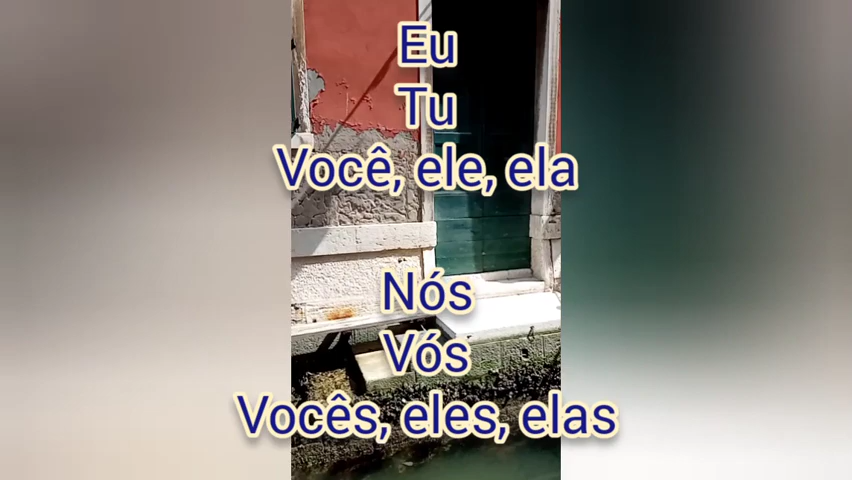 Eu
Tu
Você, ele, ela
Nós
Vós
Vocês, eles, elas